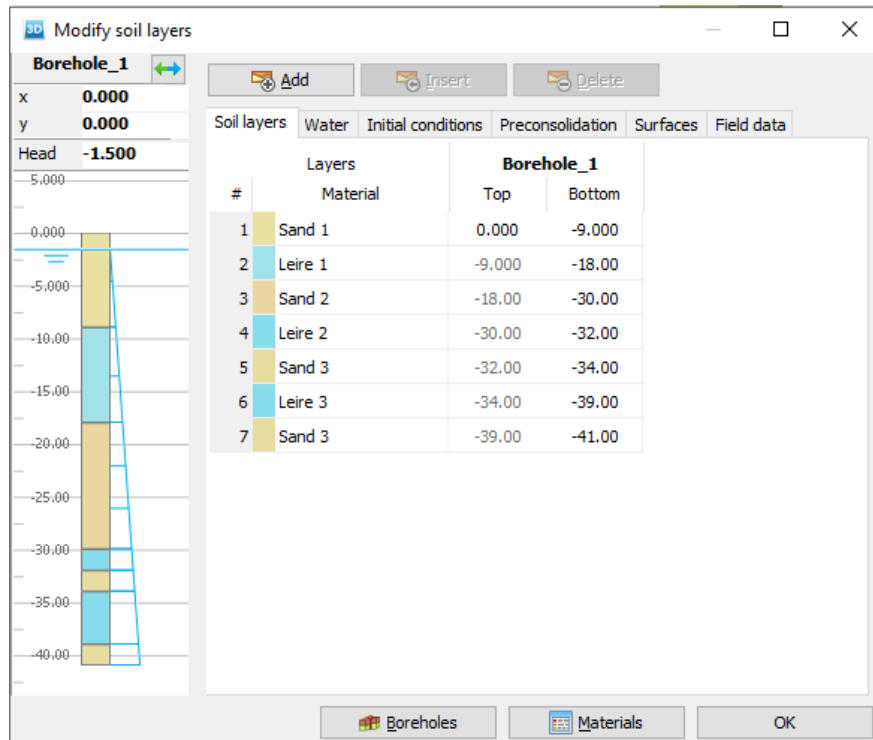 3D Modify soil layers
Borehole_1
x 0.000
y 0.000
Head -1.500
5.000
0.000
-5.000
-10.00
-15.00
-20.00
-25.00
-30.00
-35.00
-40.00
Add Insert Delete
Soil layers Water Initial conditions Preconsolidation Surfaces Field data
Layers Borehole_1
# Material Top Bottom
1 Sand 1 0.000 -9.000
2 Leire 1 -9.000 -18.00
3 Sand 2 -18.00 -30.00
4 Leire 2 -30.00 -32.00
5 Sand 3 -32.00 -34.00
6 Leire 3 -34.00 -39.00
7 Sand 3 -39.00 -41.00
Boreholes Materials OK